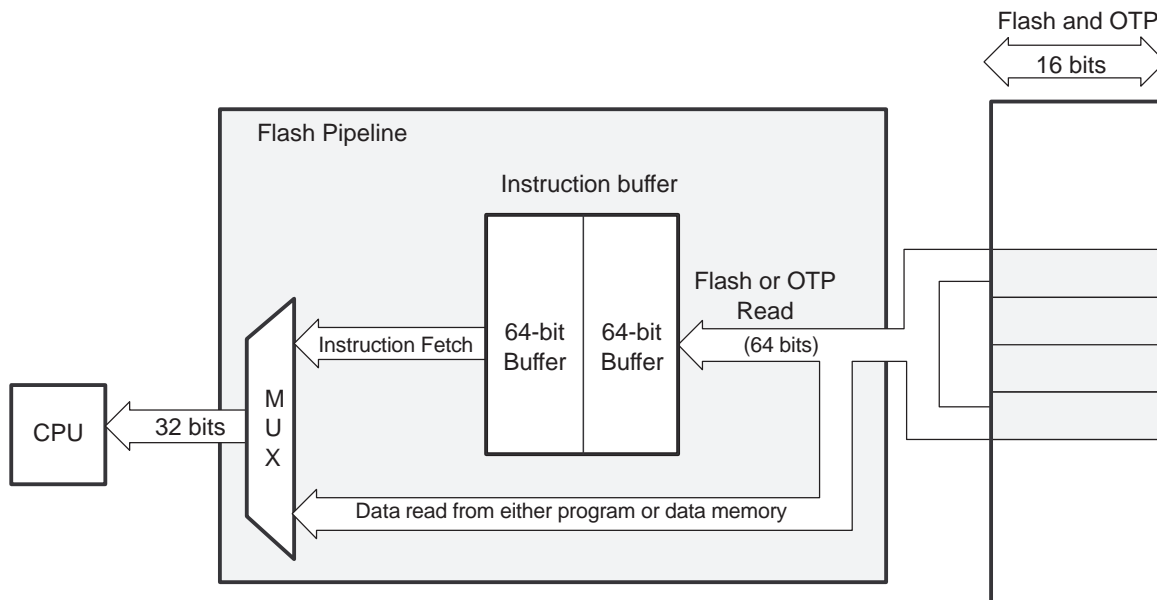 Flash and OTP
16 bits
Flash Pipeline
Instruction buffer
Flash or OTP
Read
(64 bits)
64-bit
Buffer
64-bit
Buffer
Instruction Fetch
M
U
X
32 bits
CPU
Data read from either program or data memory